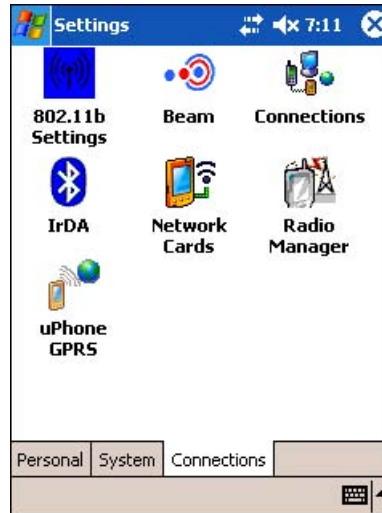 Settings 7:11
802.11b Settings
Beam
Connections
IrDA
Network Cards
Radio Manager
uPhone GPRS
Personal System Connections